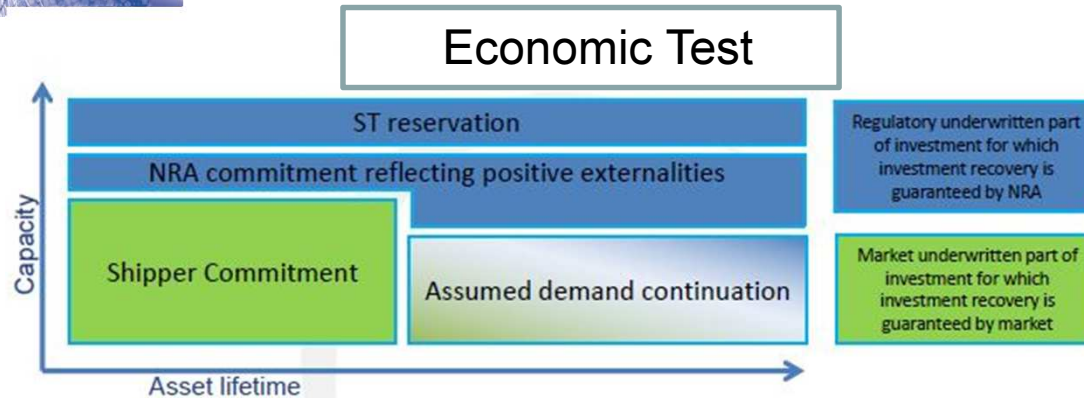 Economic Test
ST reservation
NRA commitment reflecting positive externalities
Shipper Commitment
Assumed demand continuation
Capacity
Asset lifetime
Regulatory underwritten part
of investment for which
investment recovery is
guaranteed by NRA
Market underwritten part of
investment for which
investment recovery is
guaranteed by market